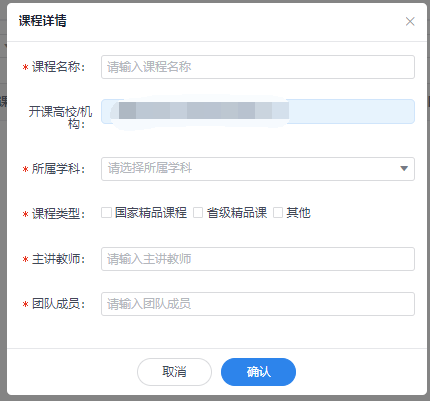 课程详情
* 课程名称： 请输入课程名称
开课高校/机
构：
* 所属学科： 请选择所属学科
* 课程类型： 国家精品课程 省级精品课 其他
* 主讲教师： 请输入主讲教师
* 团队成员： 请输入团队成员
取消 确认